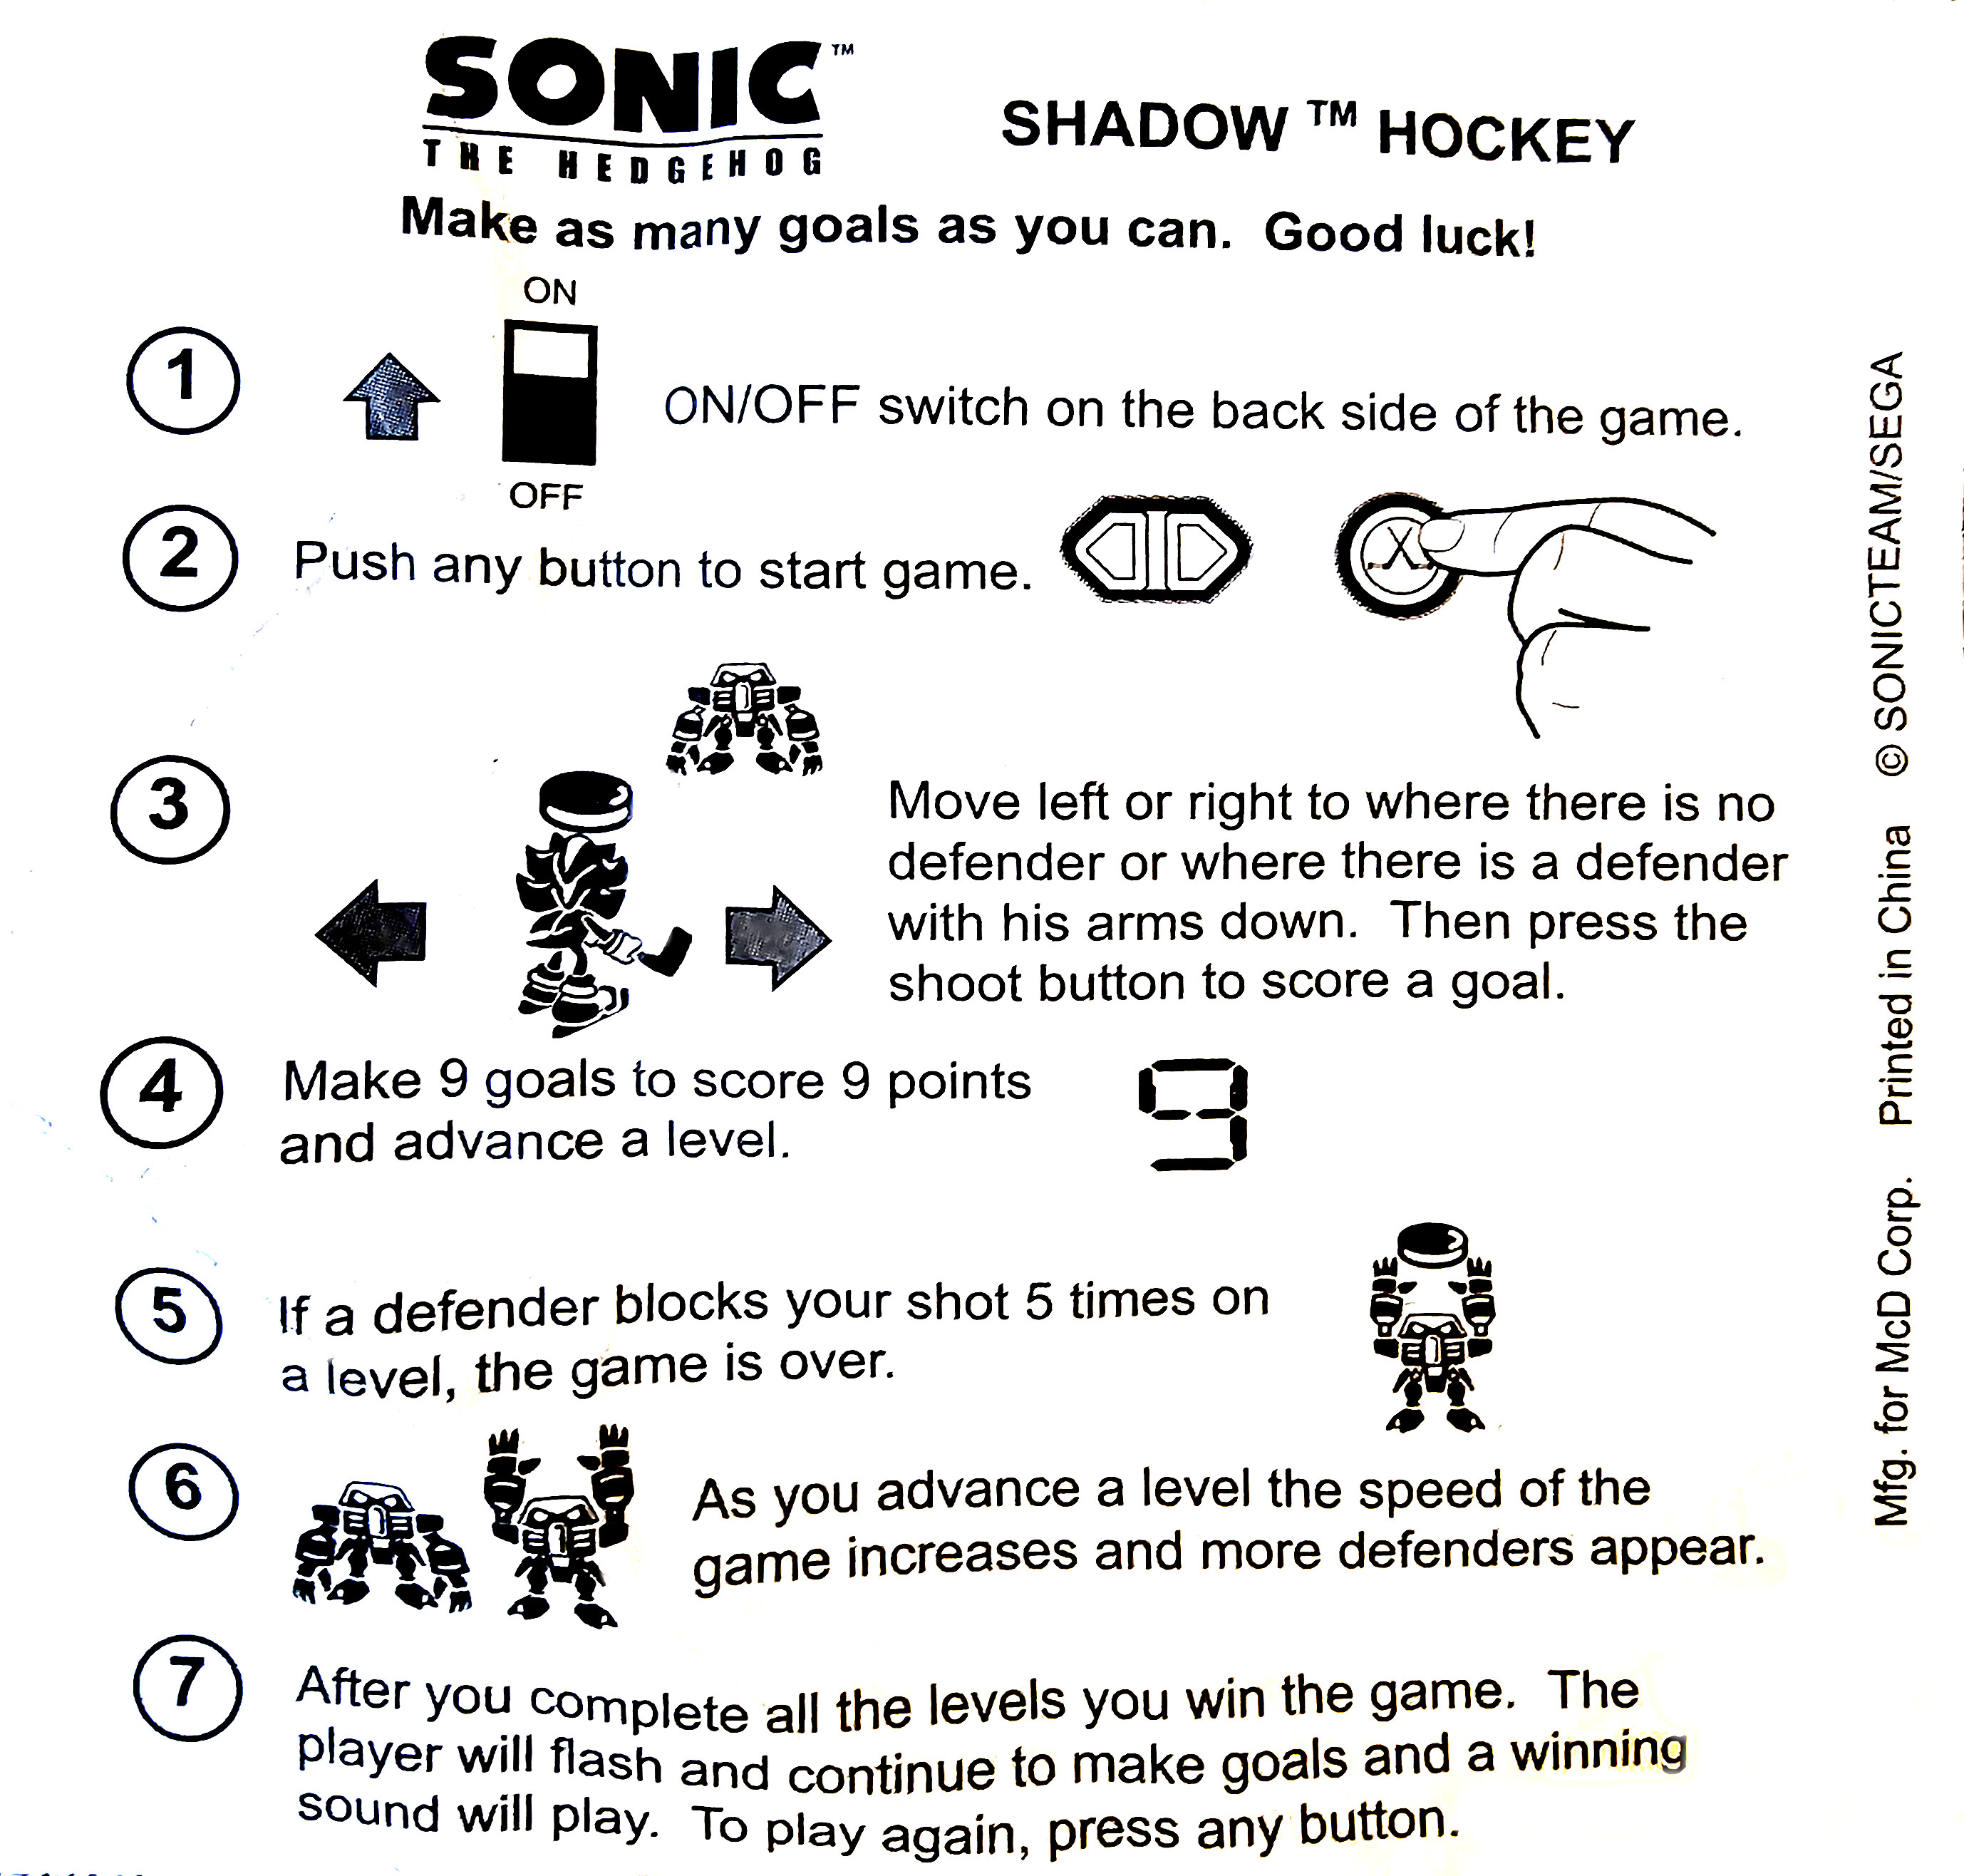 SONIC™
THE HEDGEHOG
SHADOW ™ HOCKEY
Make as many goals as you can. Good luck!
ON
1
ON/OFF switch on the back side of the game.
OFF
2
Push any button to start game.
3
Move left or right to where there is no
defender or where there is a defender
with his arms down. Then press the
shoot button to score a goal.
4
Make 9 goals to score 9 points
and advance a level.
9
5
If a defender blocks your shot 5 times on
a level, the game is over.
6
As you advance a level the speed of the
game increases and more defenders appear.
7
After you complete all the levels you win the game. The
player will flash and continue to make goals and a winning
sound will play. To play again, press any button.
Mfg. for McD Corp. Printed in China © SONICTEAM/SEGA